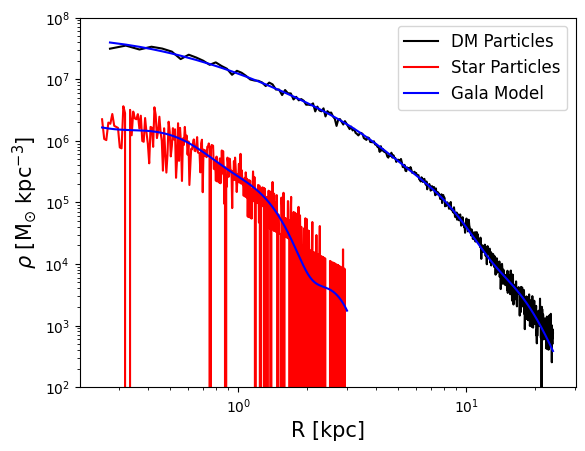 10⁸
10⁷
10⁶
10⁵
10⁴
10³
10²
ρ [M⊙ kpc⁻³]
DM Particles
Star Particles
Gala Model
10⁰ 10¹
R [kpc]